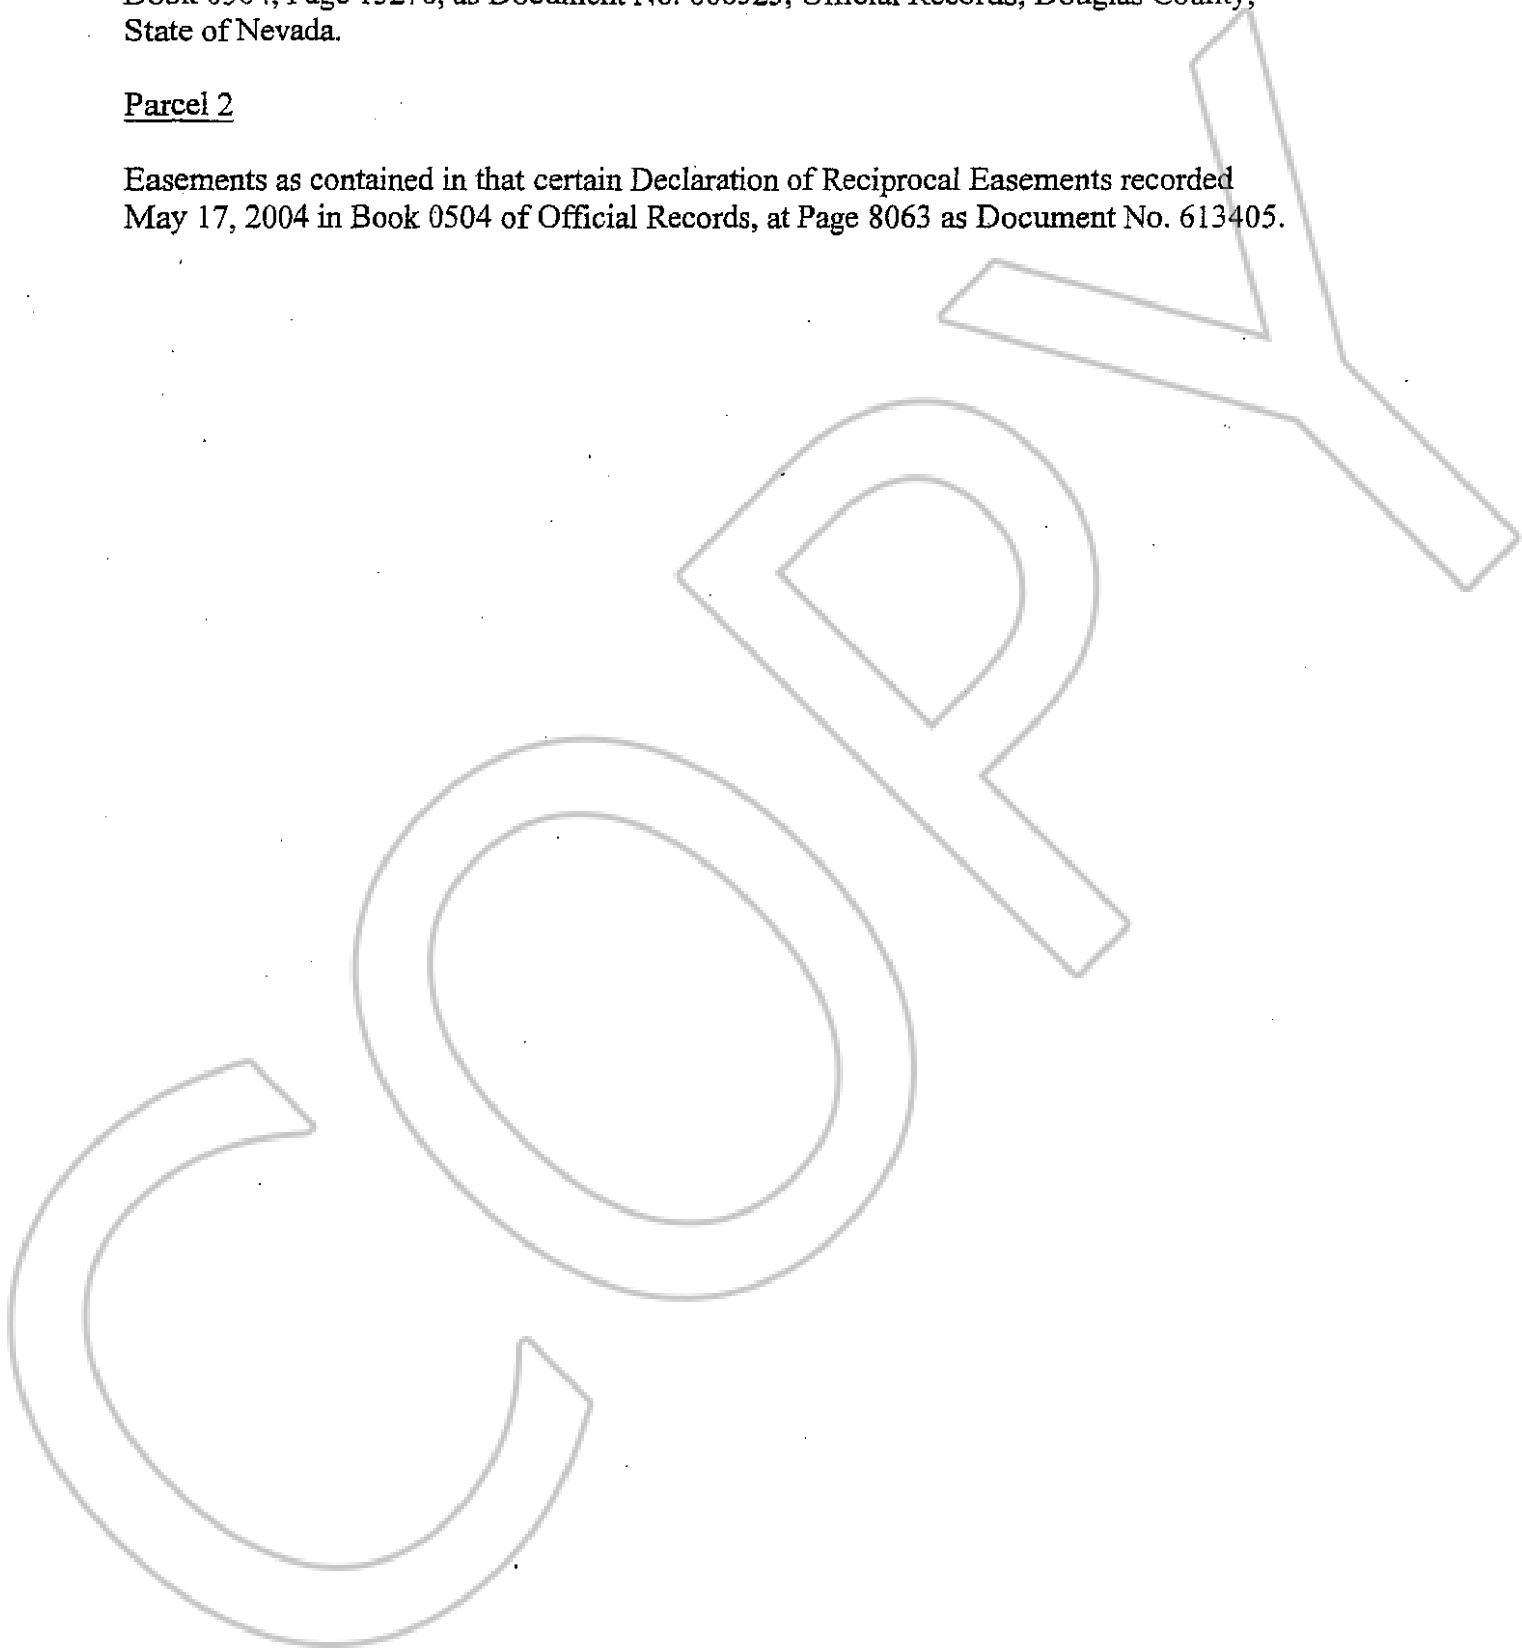 State of Nevada.
Parcel 2
Easements as contained in that certain Declaration of Reciprocal Easements recorded
May 17, 2004 in Book 0504 of Official Records, at Page 8063 as Document No. 613405.
COPY